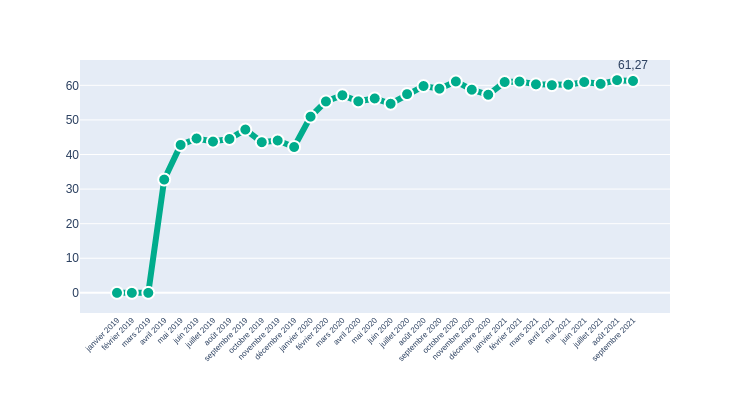 61,27
60
50
40
30
20
10
0
janvier 2019
février 2019
mars 2019
avril 2019
mai 2019
juin 2019
juillet 2019
août 2019
septembre 2019
octobre 2019
novembre 2019
décembre 2019
janvier 2020
février 2020
mars 2020
avril 2020
mai 2020
juin 2020
juillet 2020
août 2020
septembre 2020
octobre 2020
novembre 2020
décembre 2020
janvier 2021
février 2021
mars 2021
avril 2021
mai 2021
juin 2021
juillet 2021
août 2021
septembre 2021